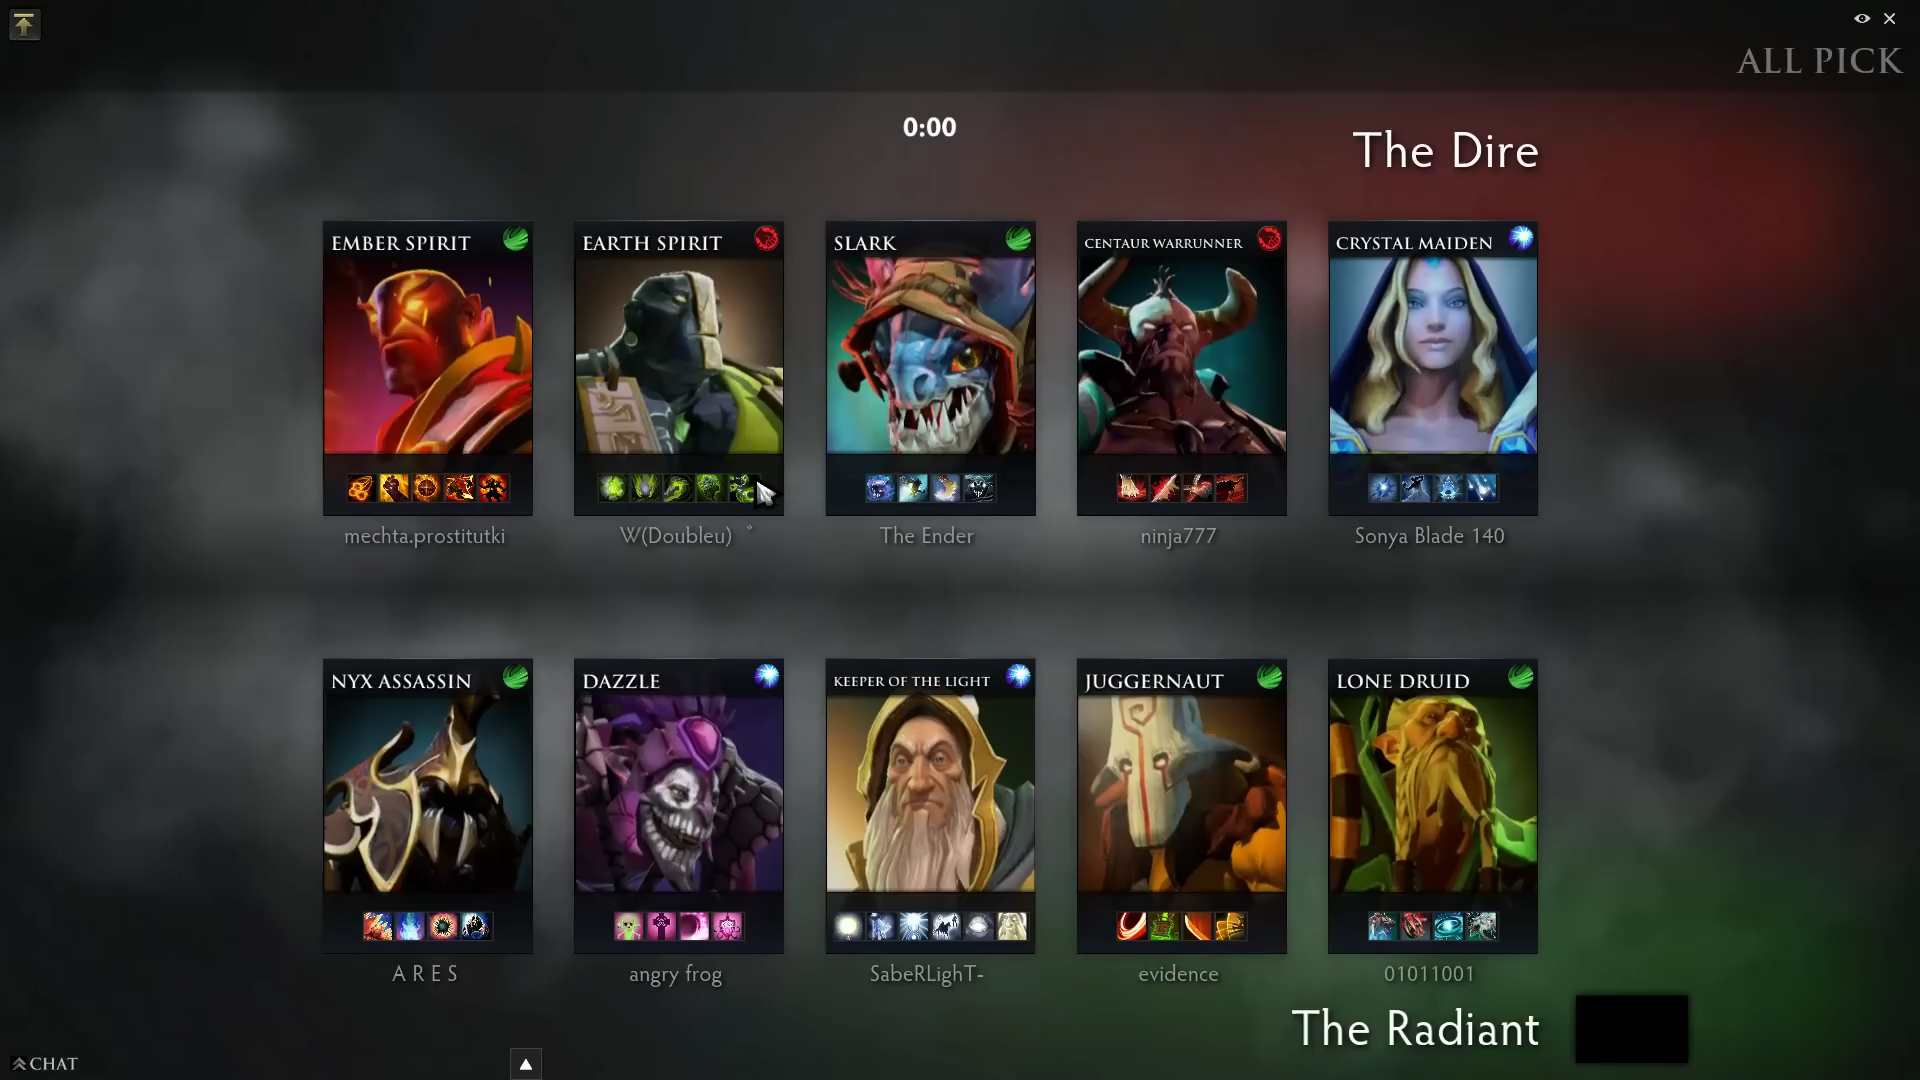 ALL PICK
0:00
The Dire
EMBER SPIRIT
EARTH SPIRIT
SLARK
CENTAUR WARRUNNER
CRYSTAL MAIDEN
mechta.prostitutki
W(Doubleu) 〝
The Ender
ninja777
Sonya Blade 140
NYX ASSASSIN
DAZZLE
KEEPER OF THE LIGHT
JUGGERNAUT
LONE DRUID
A R E S
angry frog
SabeRLighT-
evidence
01011001
The Radiant
CHAT